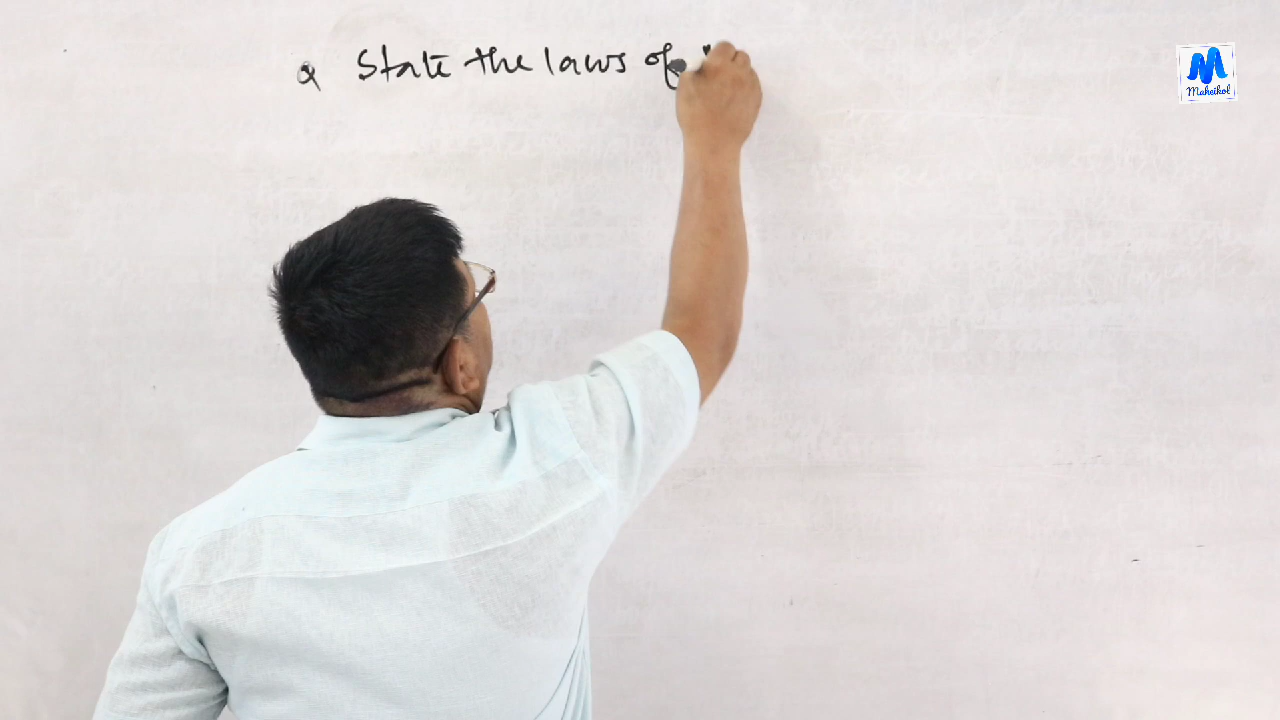 Q State the laws of
Maheikol